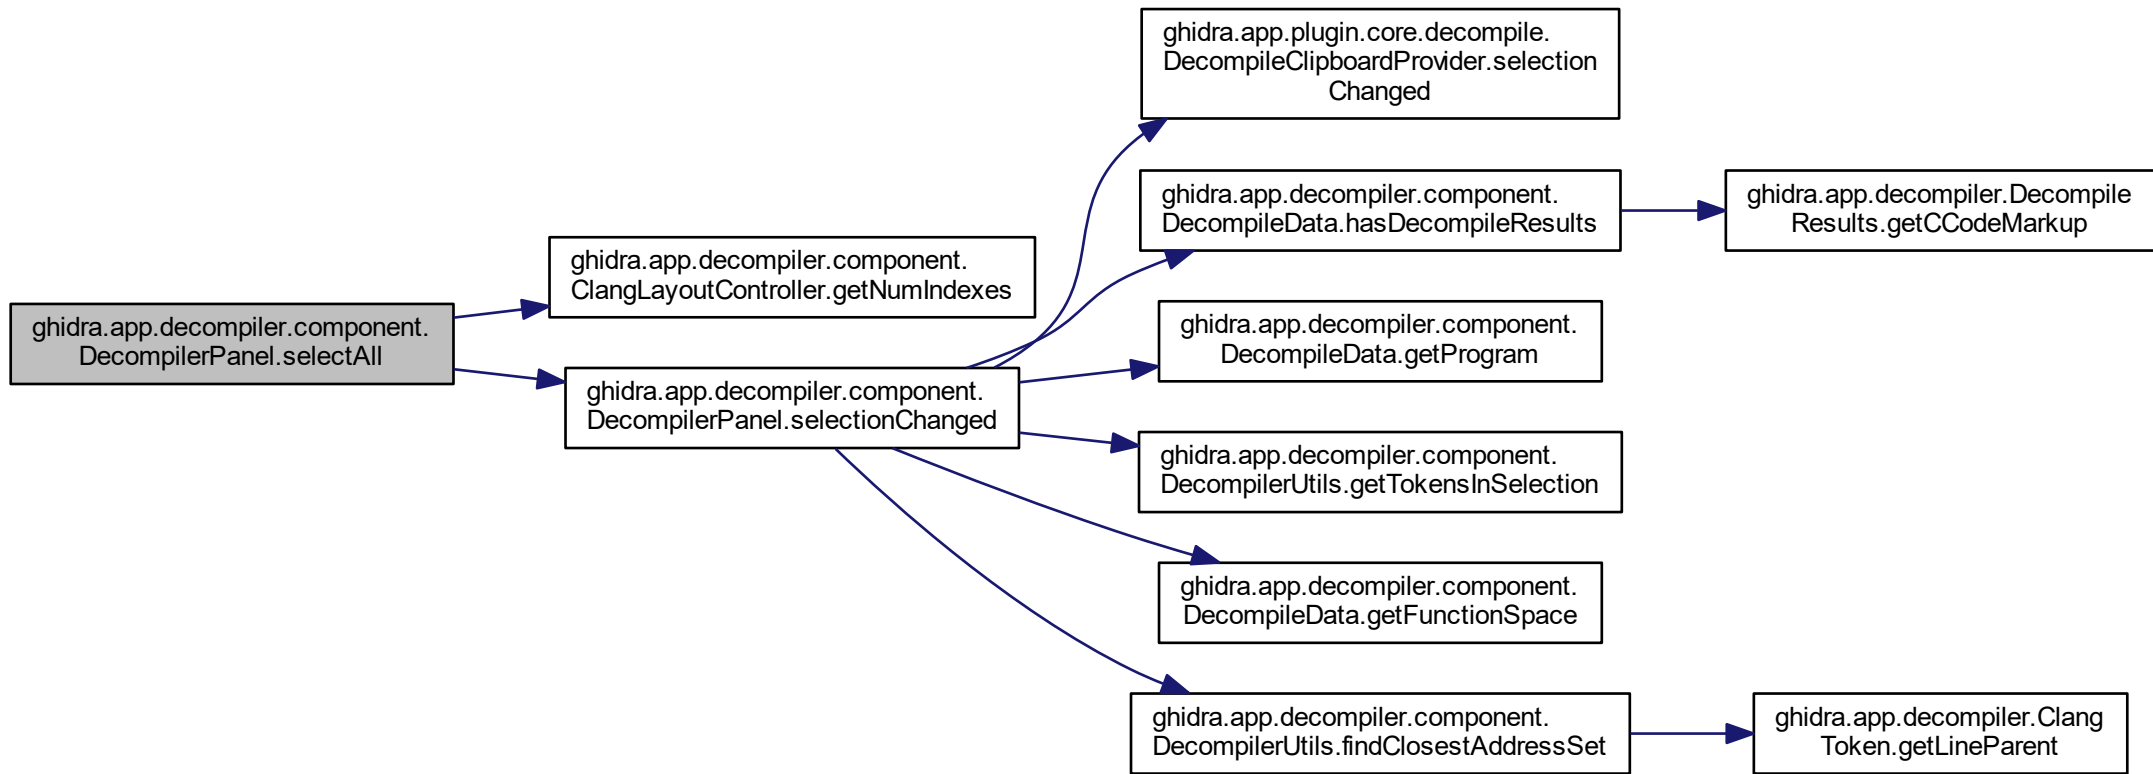 ghidra.app.decompiler.component.
DecompilerPanel.selectAll
ghidra.app.decompiler.component.
ClangLayoutController.getNumIndexes
ghidra.app.decompiler.component.
DecompilerPanel.selectionChanged
ghidra.app.plugin.core.decompile.
DecompileClipboardProvider.selection
Changed
ghidra.app.decompiler.component.
DecompileData.hasDecompileResults
ghidra.app.decompiler.component.
DecompileData.getProgram
ghidra.app.decompiler.component.
DecompilerUtils.getTokensInSelection
ghidra.app.decompiler.component.
DecompileData.getFunctionSpace
ghidra.app.decompiler.component.
DecompilerUtils.findClosestAddressSet
ghidra.app.decompiler.Decompile
Results.getCCodeMarkup
ghidra.app.decompiler.Clang
Token.getLineParent